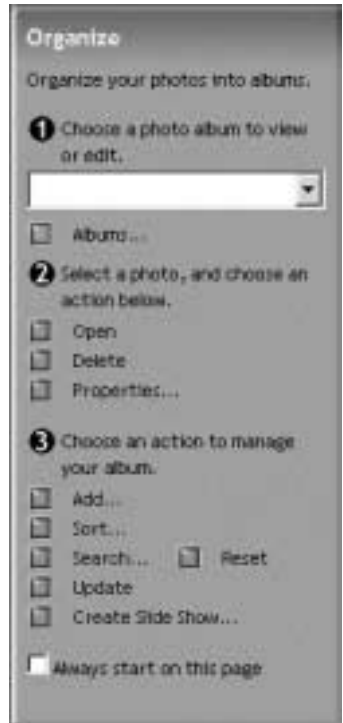 Organize
Organize your photos into albums.
1 Choose a photo album to view
or edit.
Albums...
2 Select a photo, and choose an
action below.
Open
Delete
Properties...
3 Choose an action to manage
your album.
Add...
Sort...
Search... Reset
Update
Create Slide Show...
Always start on this page